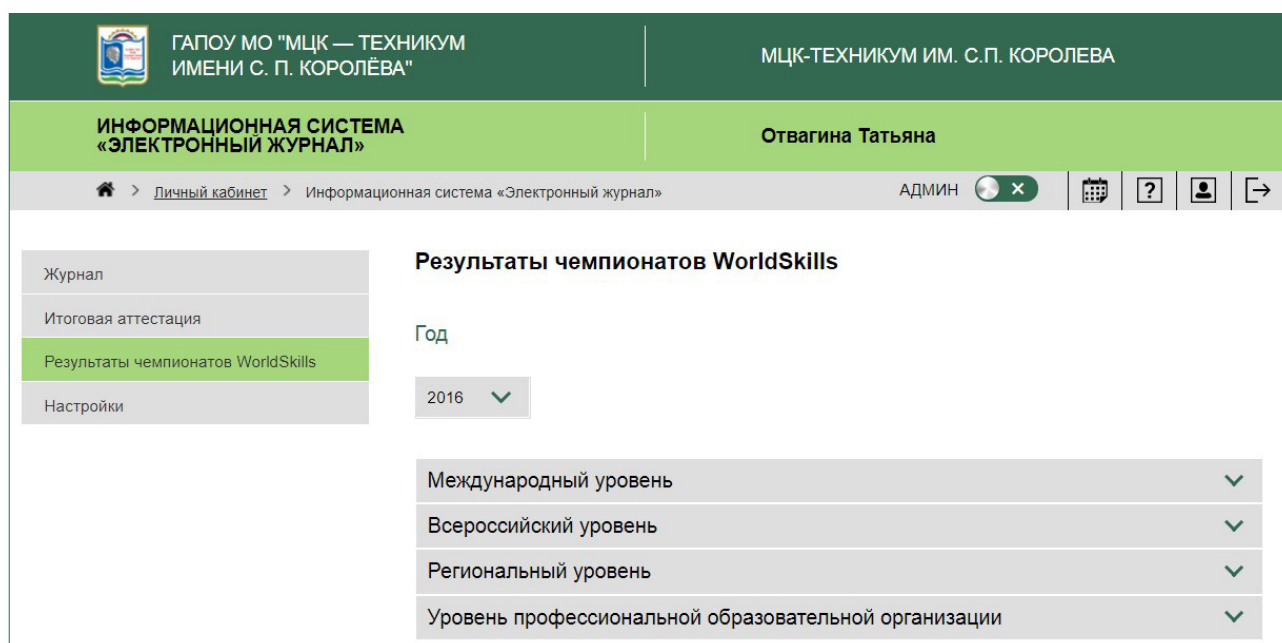 ГАПОУ МО "МЦК — ТЕХНИКУМ
ИМЕНИ С. П. КОРОЛЁВА"
МЦК-ТЕХНИКУМ ИМ. С.П. КОРОЛЕВА
ИНФОРМАЦИОННАЯ СИСТЕМА
«ЭЛЕКТРОННЫЙ ЖУРНАЛ»
Отвагина Татьяна
> Личный кабинет > Информационная система «Электронный журнал»
АДМИН
Журнал
Итоговая аттестация
Результаты чемпионатов WorldSkills
Настройки
Результаты чемпионатов WorldSkills
Год
2016
Международный уровень
Всероссийский уровень
Региональный уровень
Уровень профессиональной образовательной организации